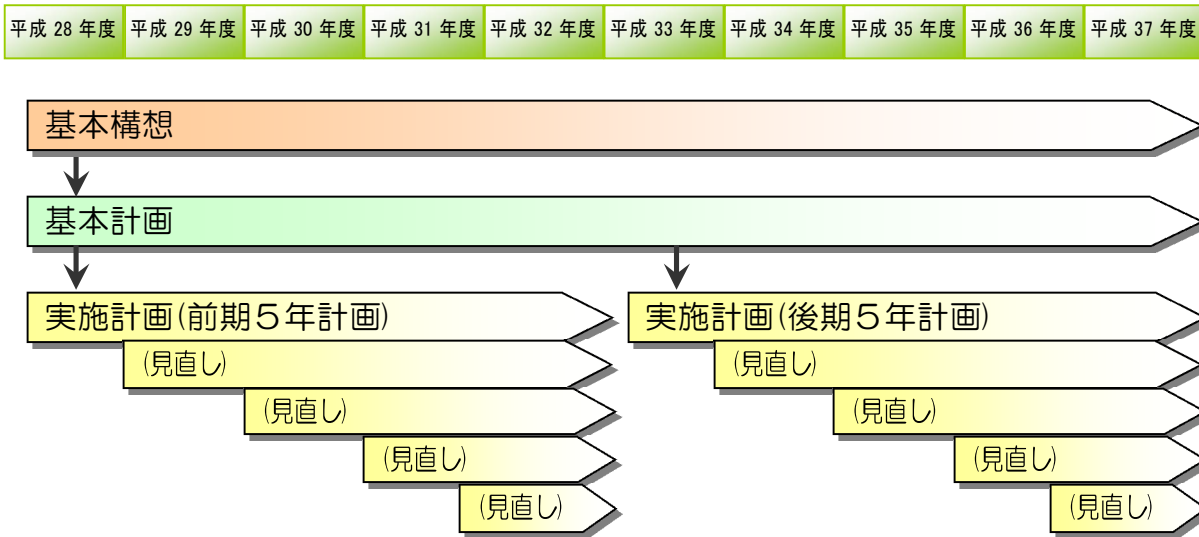 平成 28 年度 平成 29 年度 平成 30 年度 平成 31 年度 平成 32 年度 平成 33 年度 平成 34 年度 平成 35 年度 平成 36 年度 平成 37 年度
基本構想
基本計画
実施計画(前期５年計画) 実施計画(後期５年計画)
(見直し) (見直し)
(見直し) (見直し)
(見直し) (見直し)
(見直し) (見直し)